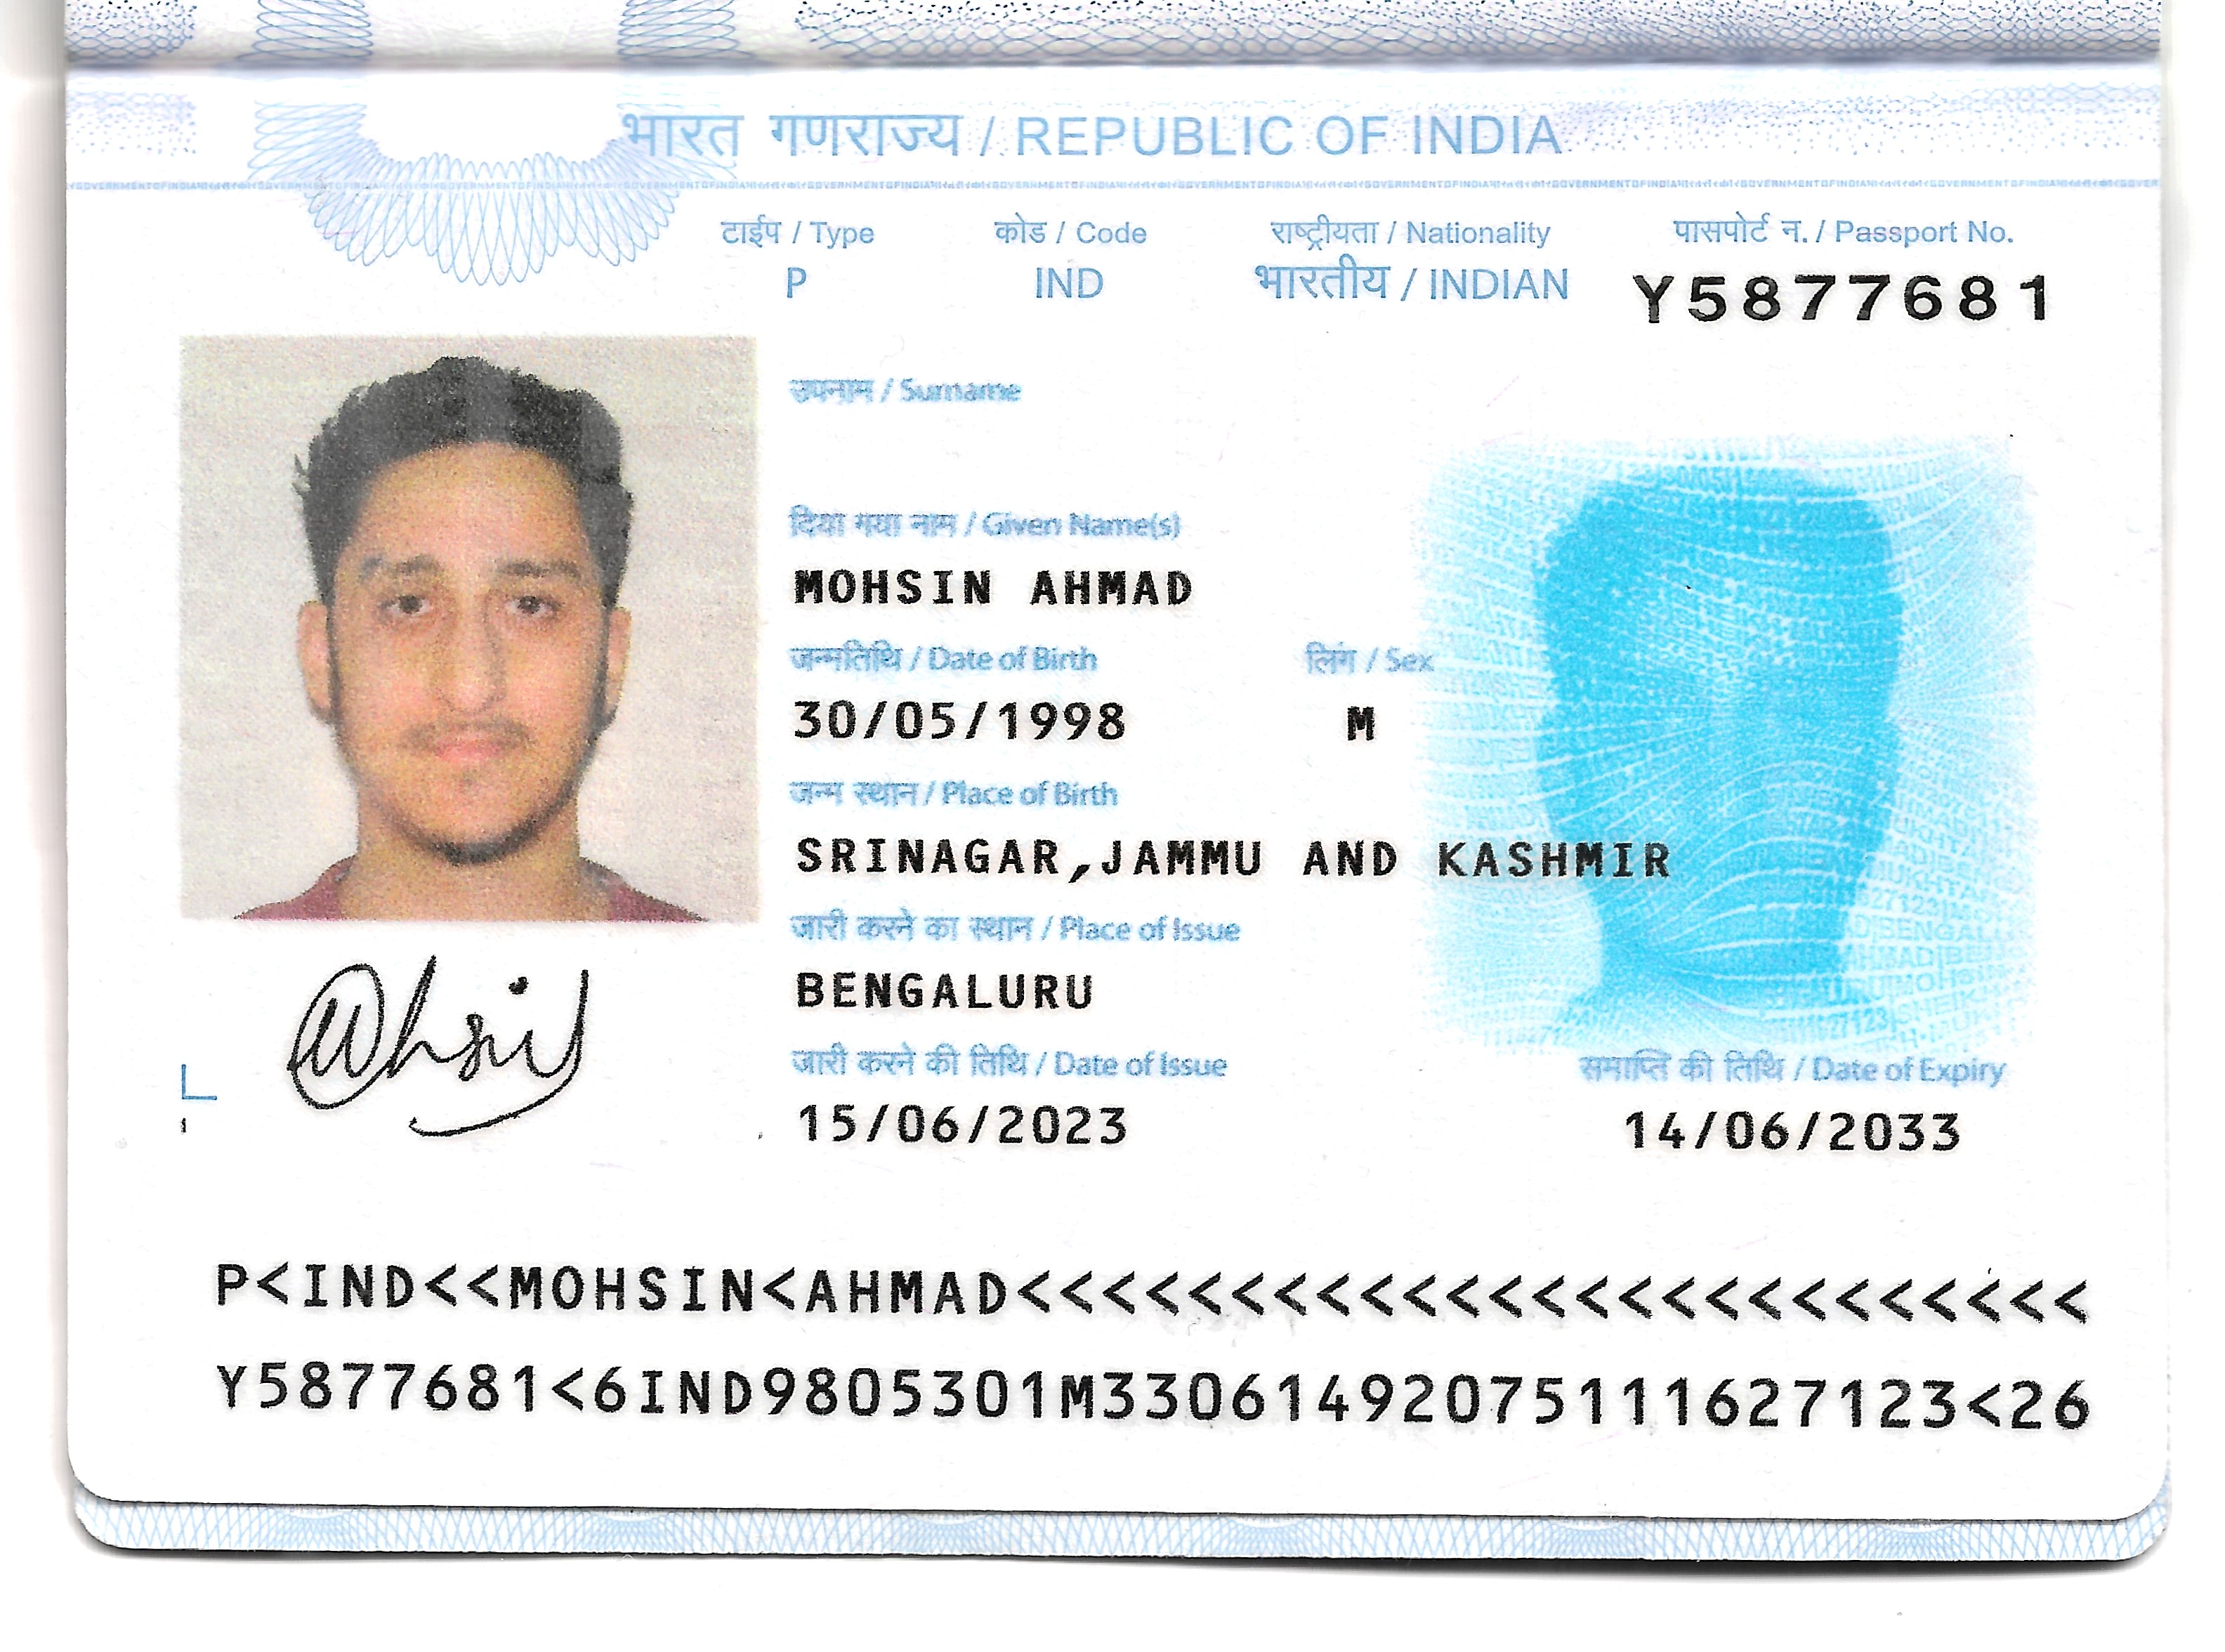 भारत गणराज्य / REPUBLIC OF INDIA
टाईप / Type कोड / Code राष्ट्रीयता / Nationality पासपोर्ट न. / Passport No.
P IND भारतीय / INDIAN Y5877681
उपनाम / Surname
दिया गया नाम / Given Name(s)
MOHSIN AHMAD
जन्मतिथि / Date of Birth लिंग / Sex
30/05/1998 M
जन्म स्थान / Place of Birth
SRINAGAR,JAMMU AND KASHMIR
जारी करने का स्थान / Place of Issue
BENGALURU
जारी करने की तिथि / Date of Issue समाप्ति की तिथि / Date of Expiry
15/06/2023 14/06/2033
Mohsin
P<IND<<MOHSIN<AHMAD<<<<<<<<<<<<<<<<<<<<<<<<<
Y5877681<6IND9805301M33061492075111627123<26